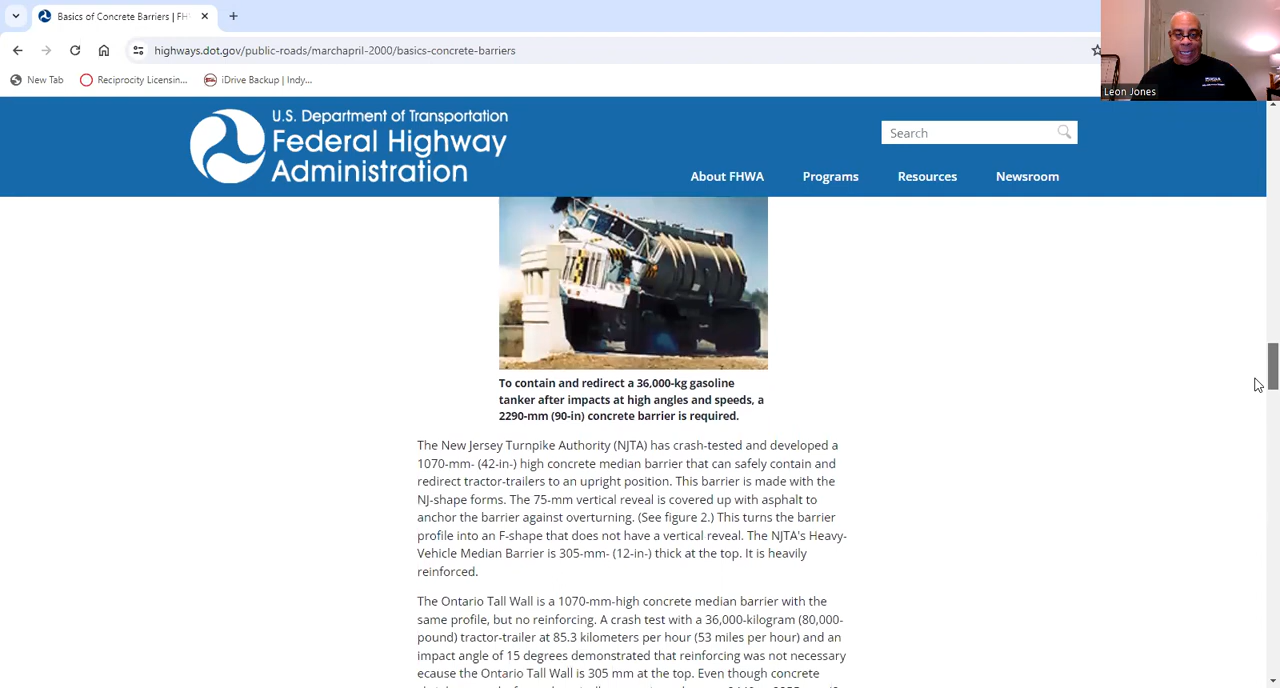 Basics of Concrete Barriers | FH
highways.dot.gov/public-roads/marchapril-2000/basics-concrete-barriers
New Tab
Reciprocity Licensin...
iDrive Backup | Indy...
Leon Jones
U.S. Department of Transportation
Federal Highway
Administration
Search
About FHWA
Programs
Resources
Newsroom
To contain and redirect a 36,000-kg gasoline
tanker after impacts at high angles and speeds, a
2290-mm (90-in) concrete barrier is required.
The New Jersey Turnpike Authority (NJTA) has crash-tested and developed a
1070-mm- (42-in-) high concrete median barrier that can safely contain and
redirect tractor-trailers to an upright position. This barrier is made with the
NJ-shape forms. The 75-mm vertical reveal is covered up with asphalt to
anchor the barrier against overturning. (See figure 2.) This turns the barrier
profile into an F-shape that does not have a vertical reveal. The NJTA's Heavy-
Vehicle Median Barrier is 305-mm- (12-in-) thick at the top. It is heavily
reinforced.
The Ontario Tall Wall is a 1070-mm-high concrete median barrier with the
same profile, but no reinforcing. A crash test with a 36,000-kilogram (80,000-
pound) tractor-trailer at 85.3 kilometers per hour (53 miles per hour) and an
impact angle of 15 degrees demonstrated that reinforcing was not necessary
ecause the Ontario Tall Wall is 305 mm at the top. Even though concrete